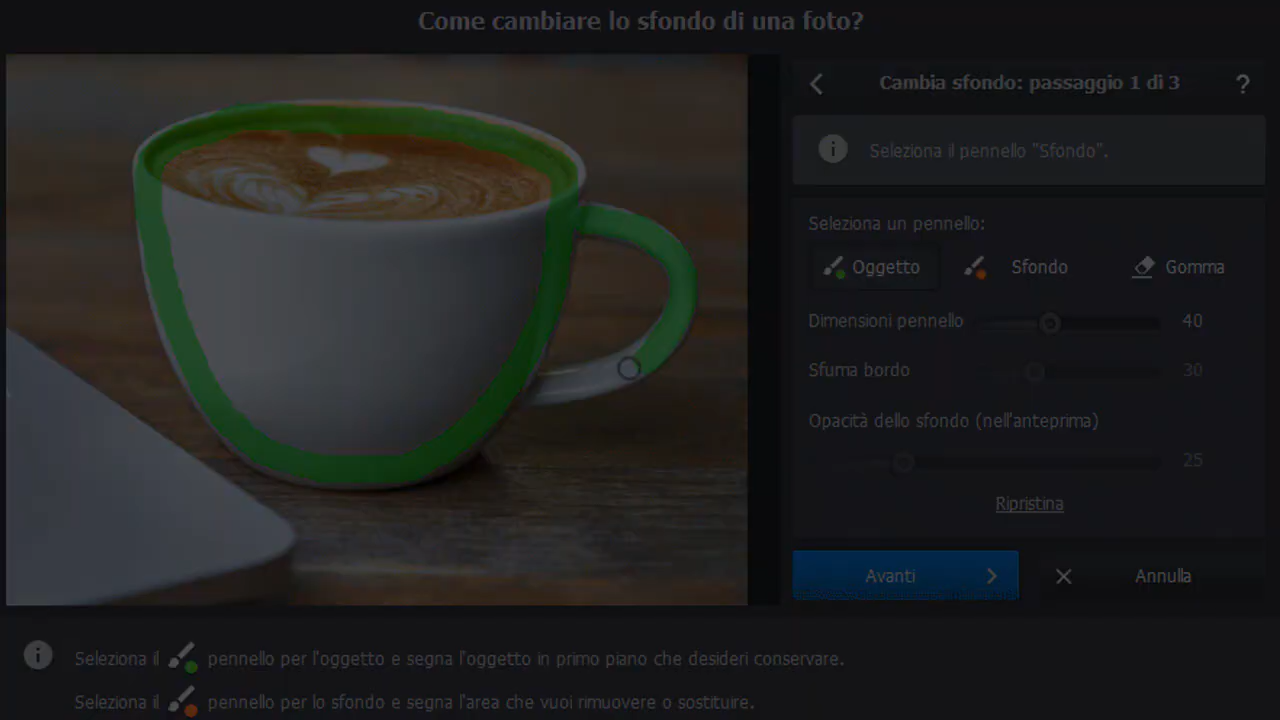 Come cambiare lo sfondo di una foto?
Cambia sfondo: passaggio 1 di 3 ?
Seleziona il pennello "Sfondo".
Seleziona un pennello:
Oggetto Sfondo Gomma
Dimensioni pennello 40
Sfuma bordo 30
Opacità dello sfondo (nell'anteprima)
25
Ripristina
Avanti Annulla
Seleziona il pennello per l'oggetto e segna l'oggetto in primo piano che desideri conservare.
Seleziona il pennello per lo sfondo e segna l'area che vuoi rimuovere o sostituire.